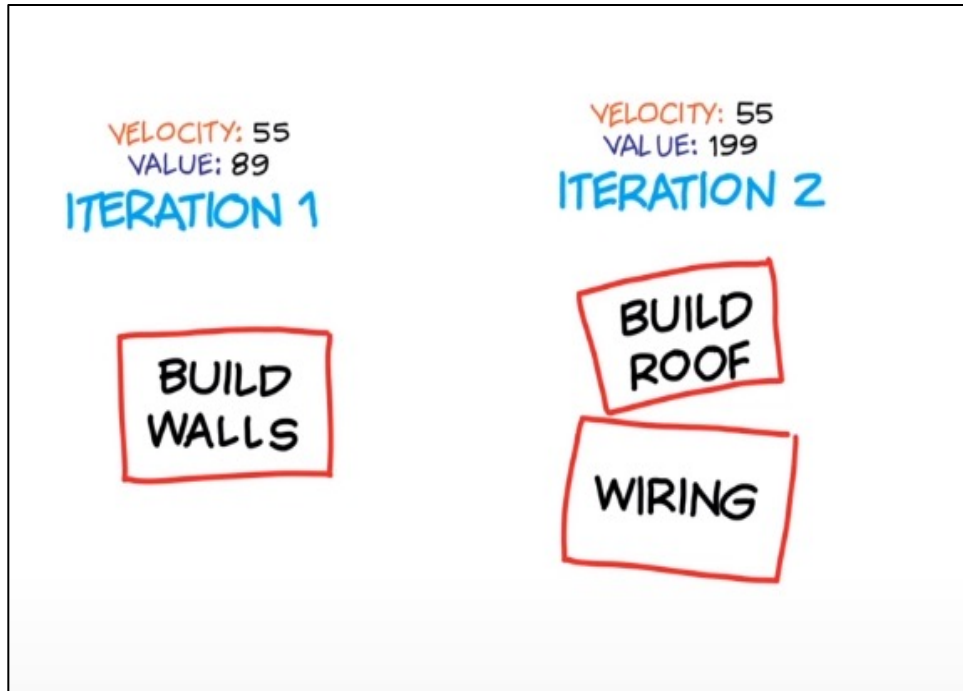 VELOCITY: 55
VALUE: 89
ITERATION 1
BUILD
WALLS
VELOCITY: 55
VALUE: 199
ITERATION 2
BUILD
ROOF
WIRING